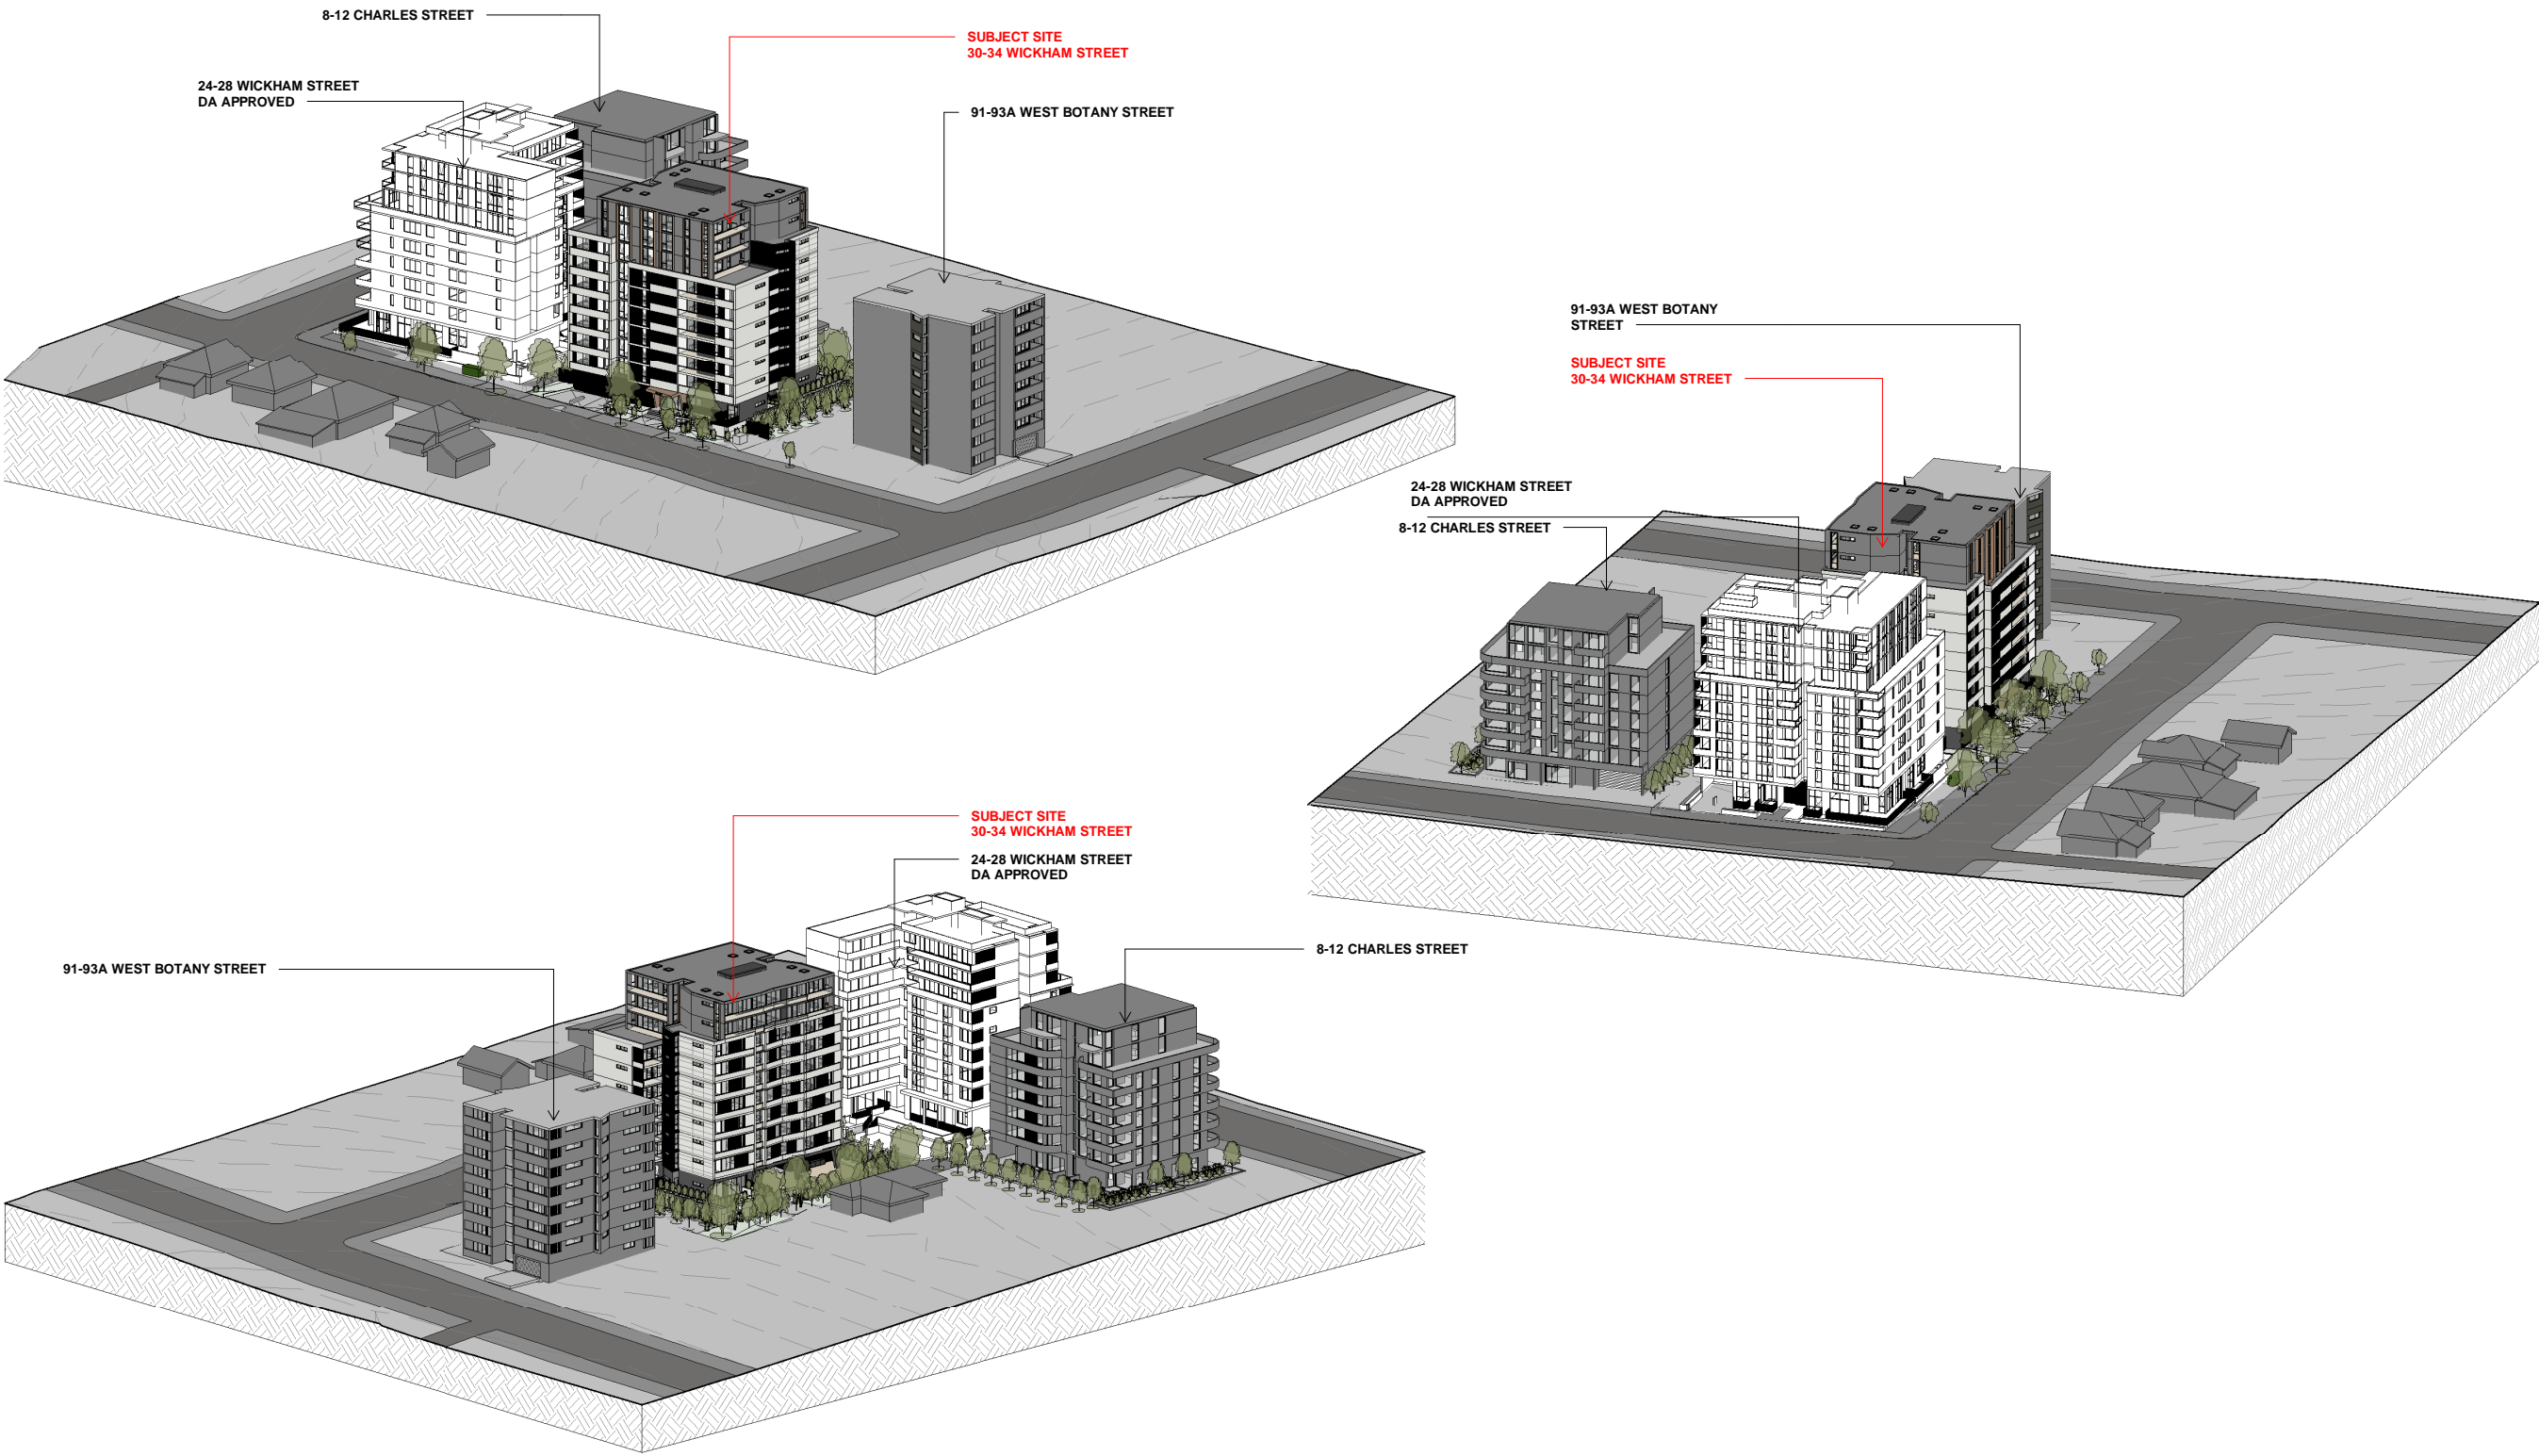 8-12 CHARLES STREET
SUBJECT SITE
30-34 WICKHAM STREET
24-28 WICKHAM STREET
DA APPROVED
91-93A WEST BOTANY STREET
91-93A WEST BOTANY
STREET
SUBJECT SITE
30-34 WICKHAM STREET
24-28 WICKHAM STREET
DA APPROVED
8-12 CHARLES STREET
SUBJECT SITE
30-34 WICKHAM STREET
24-28 WICKHAM STREET
DA APPROVED
8-12 CHARLES STREET
91-93A WEST BOTANY STREET